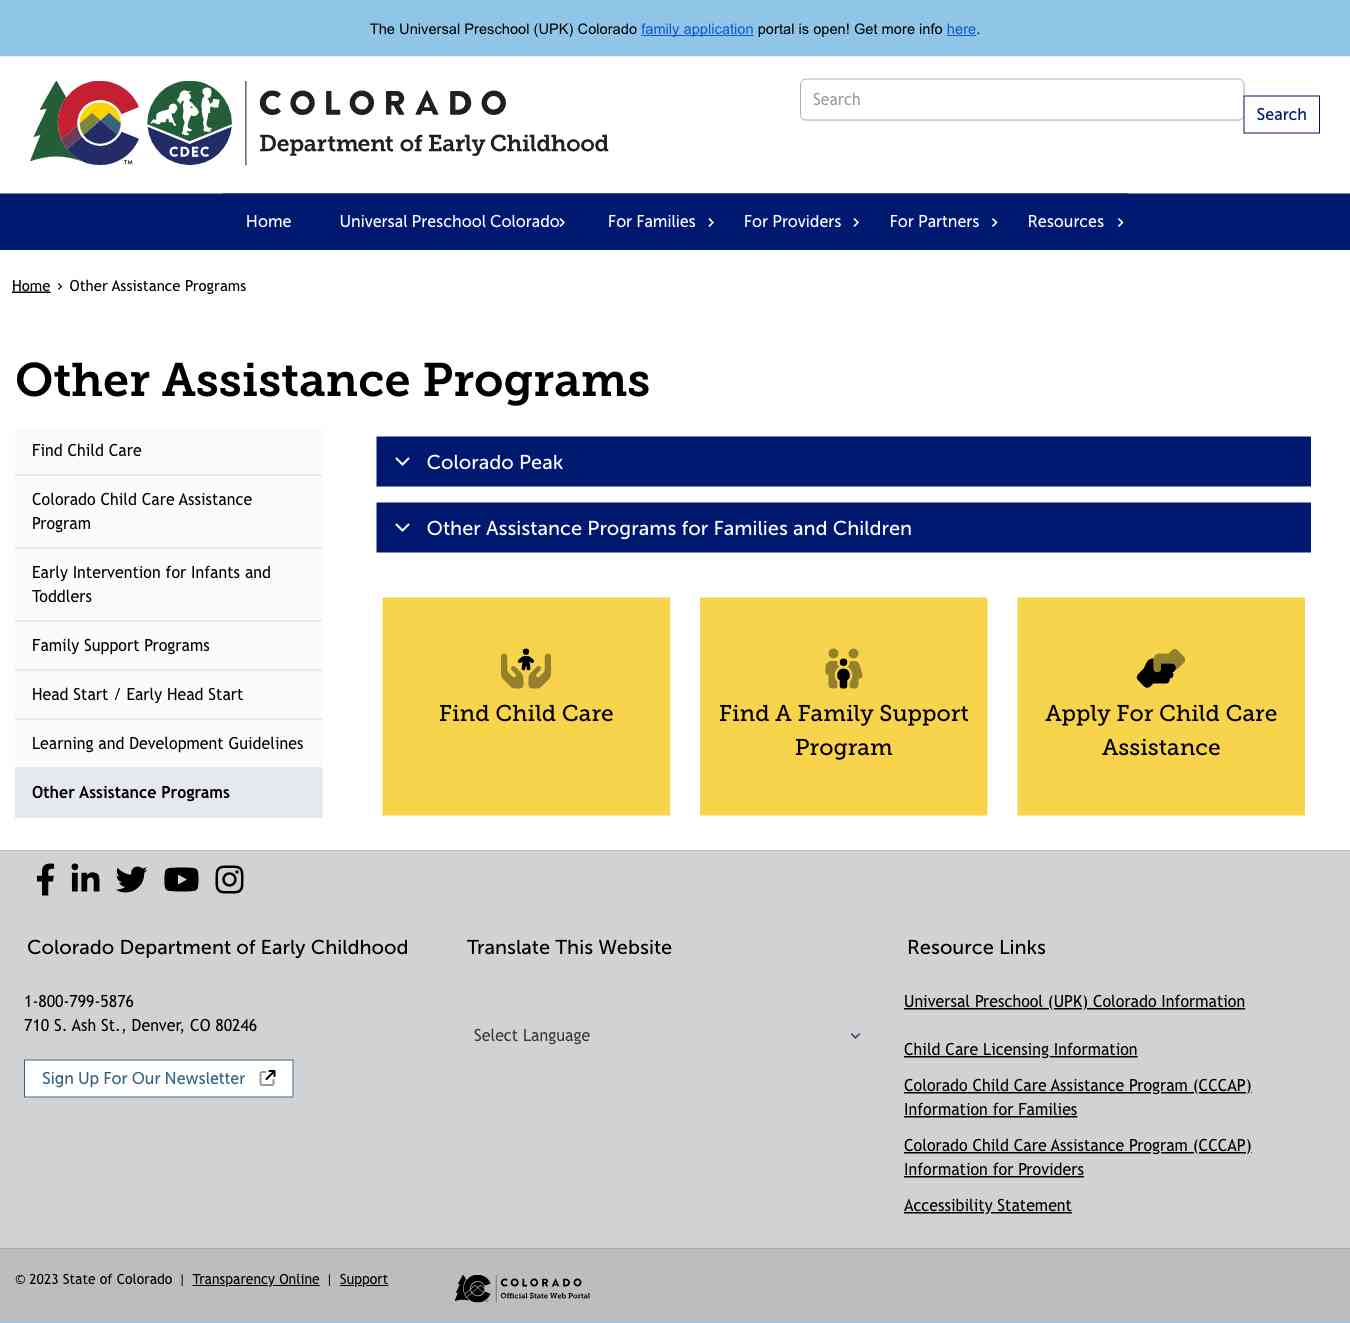 The Universal Preschool (UPK) Colorado family application portal is open! Get more info here.
CDEC
TM
COLORADO
Department of Early Childhood
Search
Search
Home
Universal Preschool Colorado
For Families
For Providers
For Partners
Resources
Home › Other Assistance Programs
Other Assistance Programs
Find Child Care
Colorado Child Care Assistance
Program
Early Intervention for Infants and
Toddlers
Family Support Programs
Head Start / Early Head Start
Learning and Development Guidelines
Other Assistance Programs
Colorado Peak
Other Assistance Programs for Families and Children
Find Child Care
Find A Family Support
Program
Apply For Child Care
Assistance
Colorado Department of Early Childhood
1-800-799-5876
710 S. Ash St., Denver, CO 80246
Sign Up For Our Newsletter
Translate This Website
Select Language
Resource Links
Universal Preschool (UPK) Colorado Information
Child Care Licensing Information
Colorado Child Care Assistance Program (CCCAP)
Information for Families
Colorado Child Care Assistance Program (CCCAP)
Information for Providers
Accessibility Statement
© 2023 State of Colorado | Transparency Online | Support
COLORADO
Official State Web Portal